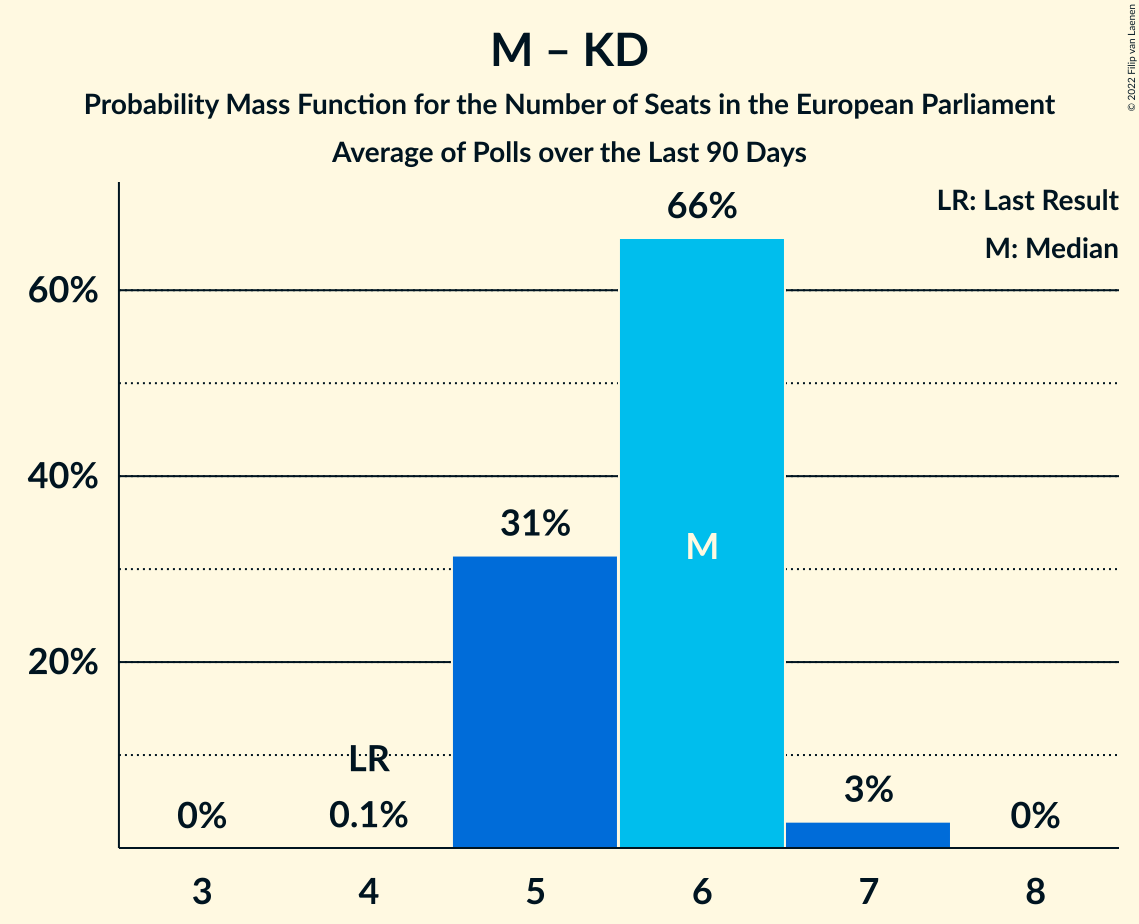 M – KD
Probability Mass Function for the Number of Seats in the European Parliament
Average of Polls over the Last 90 Days
© 2022 Filip van Laenen
LR: Last Result
M: Median
66%
60%
40%
31%
M
20%
LR
0%
0.1%
3%
0%
3 4 5 6 7 8